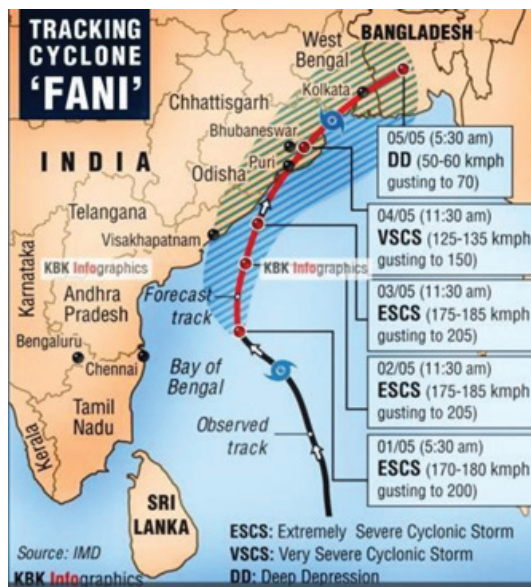 TRACKING
CYCLONE
'FANI'
BANGLADESH
West
Bengal
Kolkata
Chhattisgarh
Bhubaneswar
Puri
INDIA
Odisha
Telangana
Visakhapatnam
KBK Infographics
KBK Infographics
Karnataka
Andhra
Pradesh
Forecast
track
Bengaluru
Chennai
Bay of
Bengal
Tamil
Nadu
Kerala
Observed
track
SRI
LANKA
05/05 (5:30 am)
DD (50-60 kmph
gusting to 70)
04/05 (11:30 am)
VSCS (125-135 kmph
gusting to 150)
03/05 (11:30 am)
ESCS (175-185 kmph
gusting to 205)
02/05 (11:30 am)
ESCS (175-185 kmph
gusting to 205)
01/05 (5:30 am)
ESCS (170-180 kmph
gusting to 200)
ESCS: Extremely Severe Cyclonic Storm
VSCS: Very Severe Cyclonic Storm
DD: Deep Depression
Source: IMD
KBK Infographics